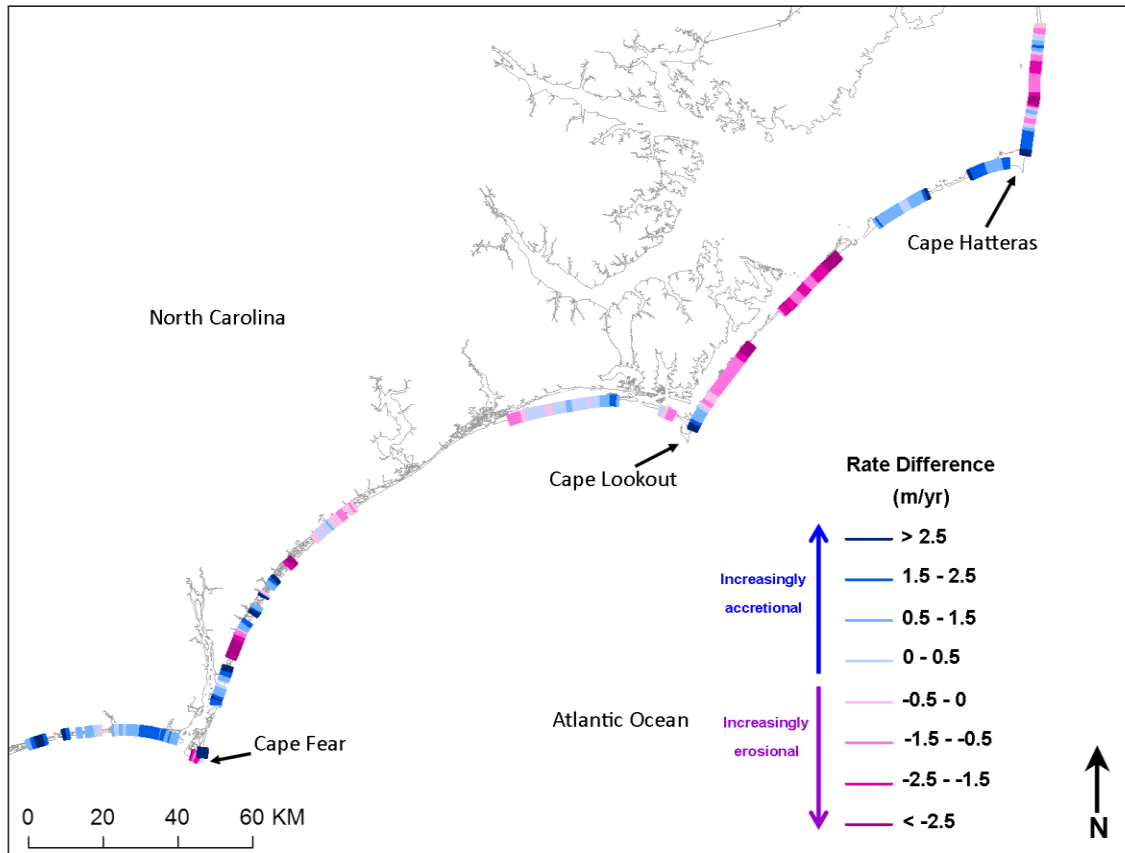 Cape Hatteras
North Carolina
Cape Lookout
Rate Difference
(m/yr)
> 2.5
1.5 - 2.5
Increasingly
accretional
0.5 - 1.5
0 - 0.5
-0.5 - 0
Atlantic Ocean
Increasingly
erosional
-1.5 - -0.5
Cape Fear
-2.5 - -1.5
< -2.5
0 20 40 60 KM
N